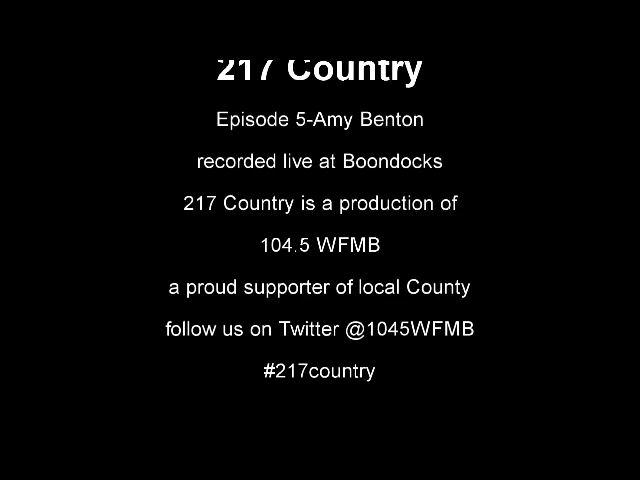 217 Country
Episode 5-Amy Benton
recorded live at Boondocks
217 Country is a production of
104.5 WFMB
a proud supporter of local County
follow us on Twitter @1045WFMB
#217country